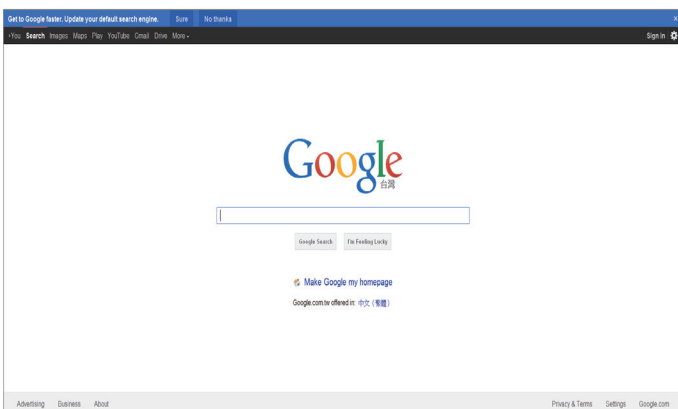 Get to Google faster. Update your default search engine. Sure No thanks ×
+You Search Images Maps Play YouTube Gmail Drive More Sign in
Google
台灣
Google Search I'm Feeling Lucky
Make Google my homepage
Google.com.tw offered in: 中文（繁體）
Advertising Business About Privacy & Terms Settings Google.com